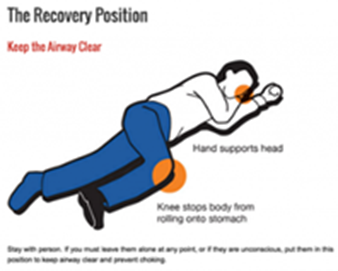 The Recovery Position
Keep the Airway Clear
Hand supports head
Knee stops body from
rolling onto stomach
Stay with person. If you must leave them alone at any point, or if they are unconscious, put them in this
position to keep airway clear and prevent choking.